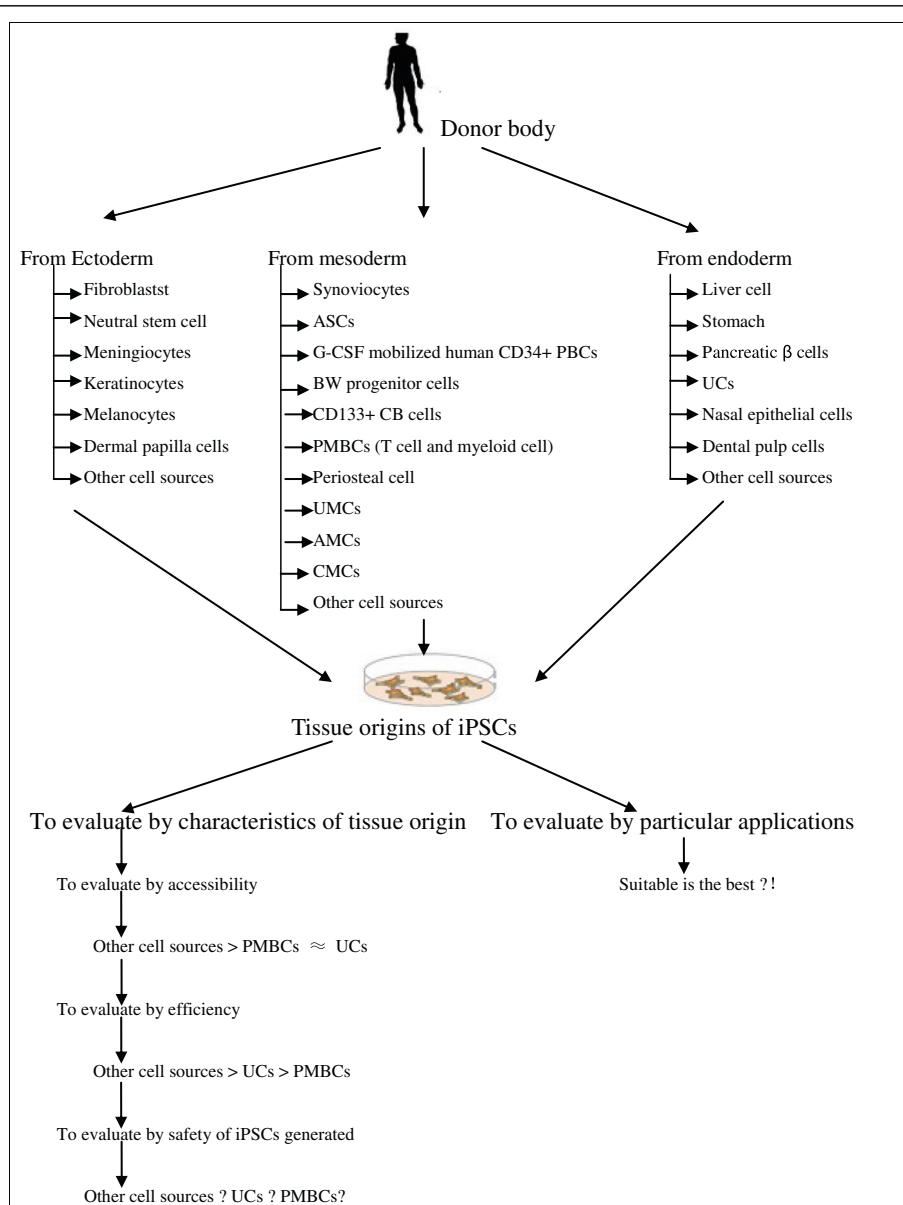 Donor body
From Ectoderm
Fibroblastst
Neutral stem cell
Meningiocytes
Keratinocytes
Melanocytes
Dermal papilla cells
Other cell sources
From mesoderm
Synoviocytes
ASCs
G-CSF mobilized human CD34+ PBCs
BW progenitor cells
CD133+ CB cells
PMBCs (T cell and myeloid cell)
Periosteal cell
UMCs
AMCs
CMCs
Other cell sources
From endoderm
Liver cell
Stomach
Pancreatic β cells
UCs
Nasal epithelial cells
Dental pulp cells
Other cell sources
Tissue origins of iPSCs
To evaluate by characteristics of tissue origin
To evaluate by accessibility
Other cell sources > PMBCs ≈ UCs
To evaluate by efficiency
Other cell sources > UCs > PMBCs
To evaluate by safety of iPSCs generated
Other cell sources ? UCs ? PMBCs?
To evaluate by particular applications
Suitable is the best ?!